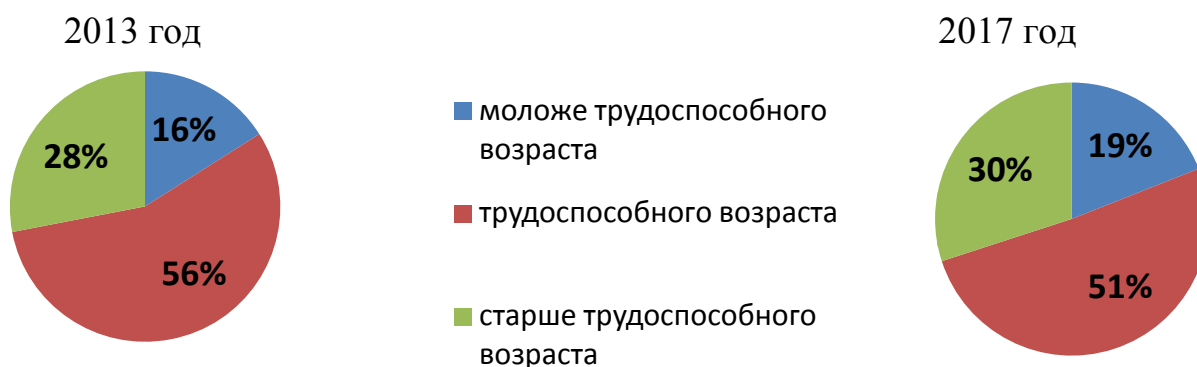 2013 год
2017 год
16%
28%
56%
моложе трудоспособного
возраста
трудоспособного возраста
старше трудоспособного
возраста
19%
30%
51%